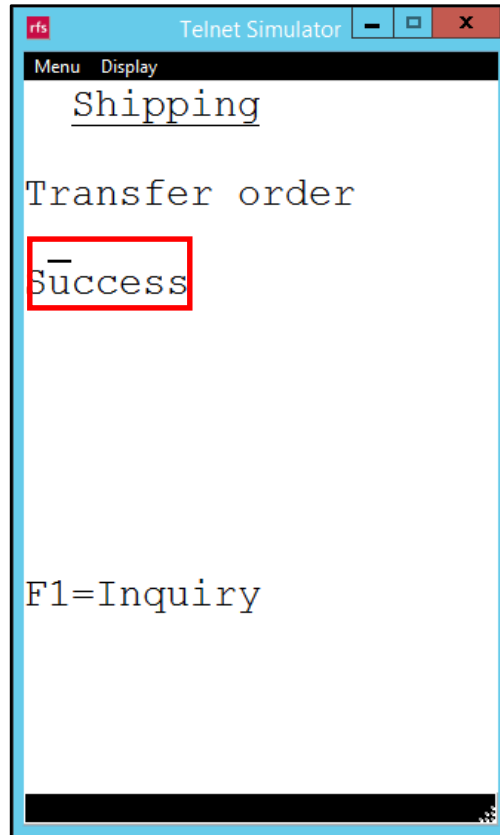 rfs Telnet Simulator
Menu Display
Shipping
Transfer order
_
Success
F1=Inquiry